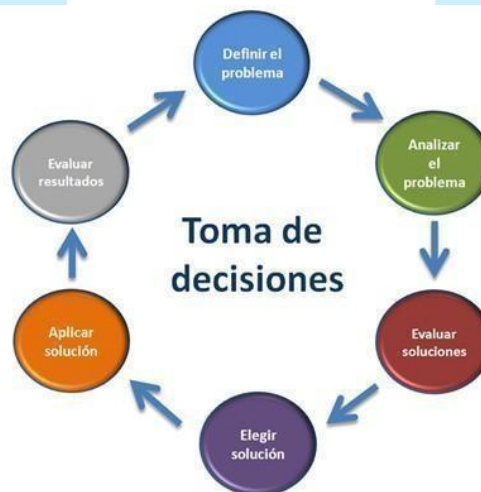 Definir el
problema
Analizar
el
problema
Evaluar
soluciones
Elegir
solución
Aplicar
solución
Evaluar
resultados
Toma de
decisiones